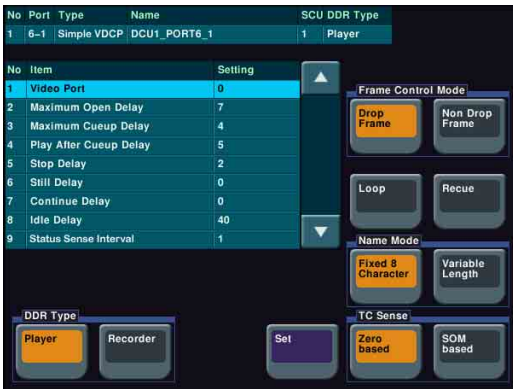 No Port Type Name SCU DDR Type
1 6-1 Simple VDCP DCU1_PORT6_1 1 Player
No Item Setting
1 Video Port 0
2 Maximum Open Delay 7
3 Maximum Cueup Delay 4
4 Play After Cueup Delay 5
5 Stop Delay 2
6 Still Delay 0
7 Continue Delay 0
8 Idle Delay 40
9 Status Sense Interval 1
Frame Control Mode
Drop Frame
Non Drop Frame
Loop
Recue
Name Mode
Fixed 8 Character
Variable Length
DDR Type
Player
Recorder
Set
TC Sense
Zero based
SOM based